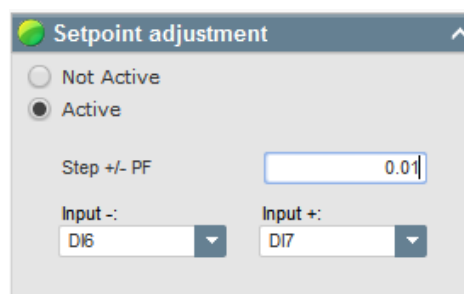 Setpoint adjustment
Not Active
Active
Step +/- PF 0.01
Input -: Input +:
DI6 DI7